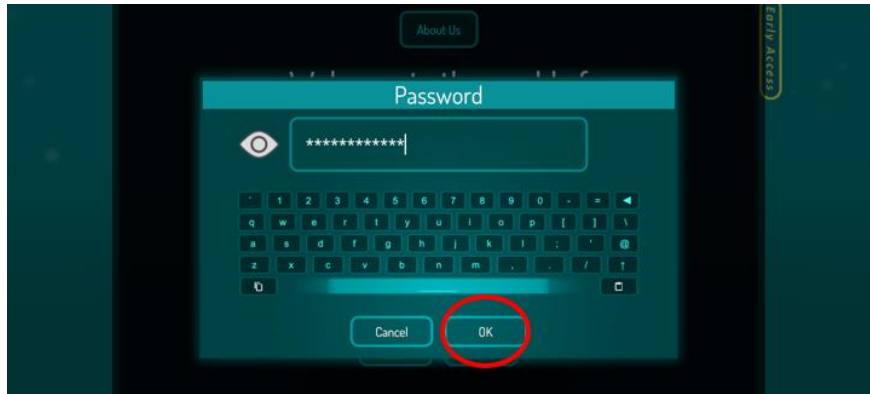 About Us
Early Access
Password
************
` 1 2 3 4 5 6 7 8 9 0 - = ◄
q w e r t y u i o p [ ] \
a s d f g h j k l ; ' @
z x c v b n m , . / ↑
Cancel OK